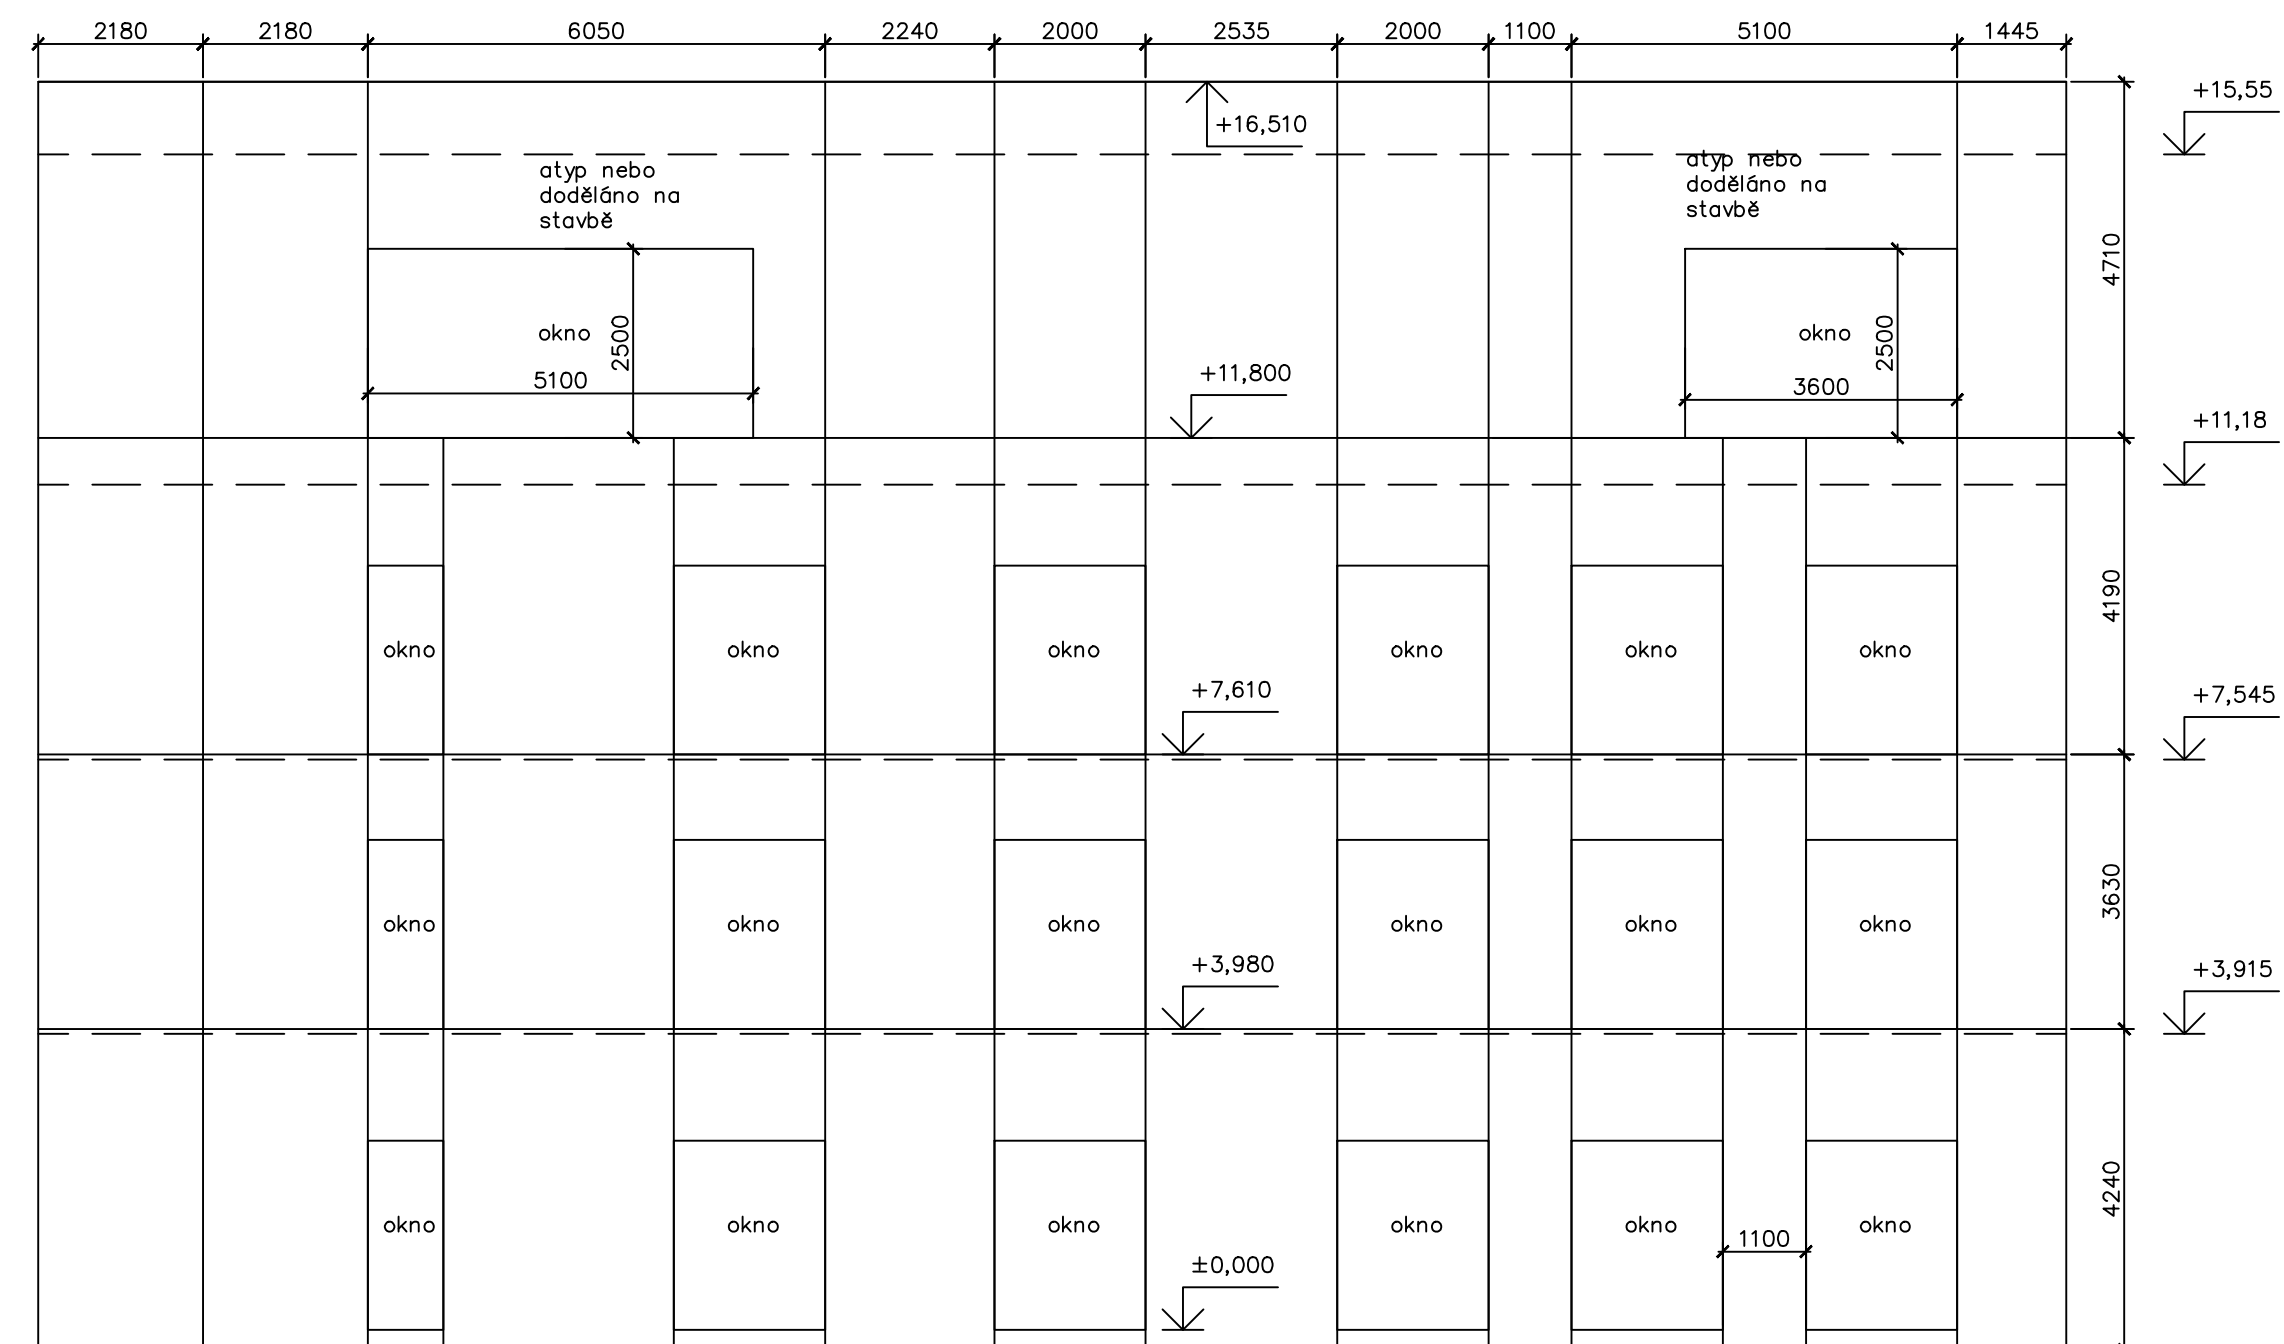 2180 2180 6050 2240 2000 2535 2000 1100 5100 1445
+15,55
+16,510
atyp nebo
doděláno na
stavbě
atyp nebo
doděláno na
stavbě
4710
okno 2500
5100
okno 2500
3600
+11,800
+11,18
4190
okno okno okno okno okno okno
+7,610
+7,545
3630
okno okno okno okno okno okno
+3,980
+3,915
4240
okno okno okno okno okno okno
1100
±0,000